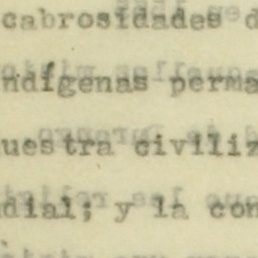 cabrosidades d
ndígenas perma
uestra civiliz
dial; y la con